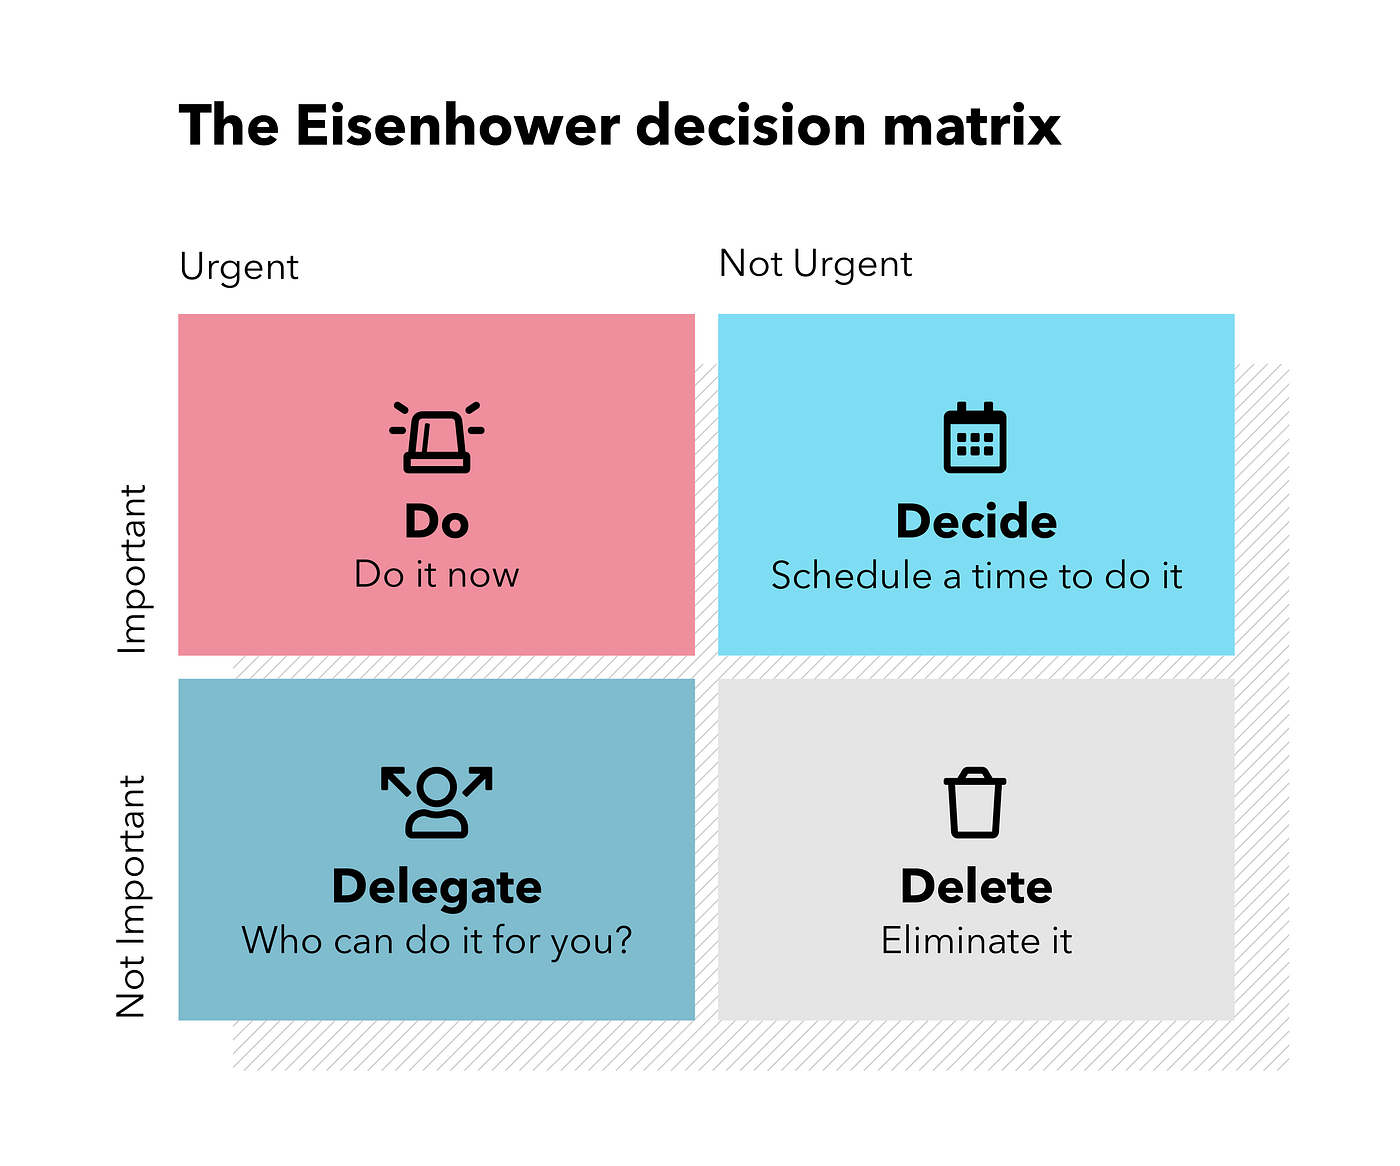 The Eisenhower decision matrix
Urgent
Not Urgent
Important
Do
Do it now
Decide
Schedule a time to do it
Not Important
Delegate
Who can do it for you?
Delete
Eliminate it